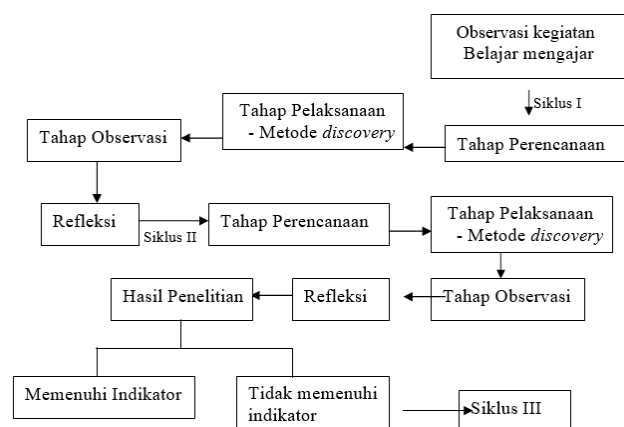 Observasi kegiatan
Belajar mengajar
Siklus I
Tahap Perencanaan
Tahap Pelaksanaan
- Metode discovery
Tahap Observasi
Refleksi
Siklus II
Tahap Perencanaan
Tahap Pelaksanaan
- Metode discovery
Tahap Observasi
Refleksi
Hasil Penelitian
Memenuhi Indikator
Tidak memenuhi
indikator
Siklus III